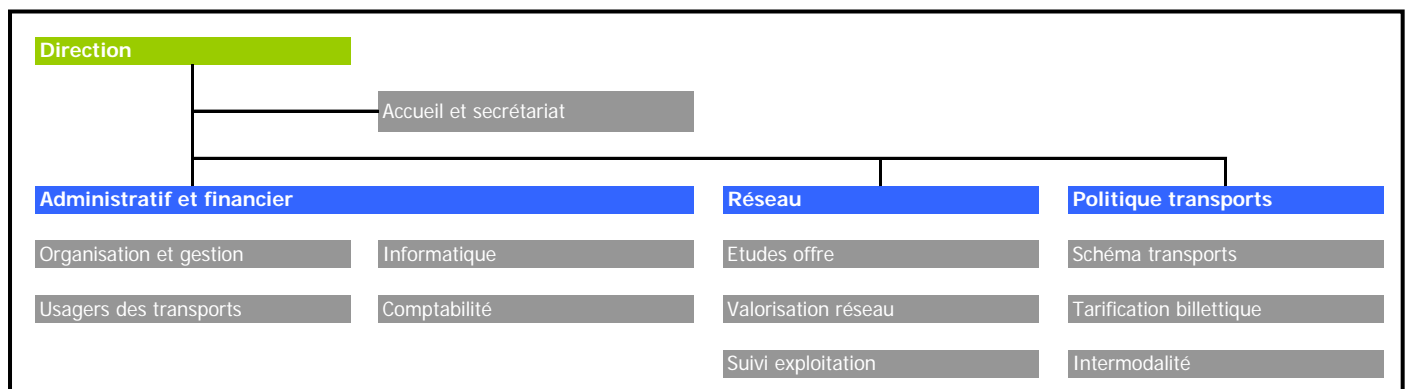 Direction
Accueil et secrétariat
Administratif et financier
Réseau
Politique transports
Organisation et gestion
Informatique
Etudes offre
Schéma transports
Usagers des transports
Comptabilité
Valorisation réseau
Tarification billettique
Suivi exploitation
Intermodalité